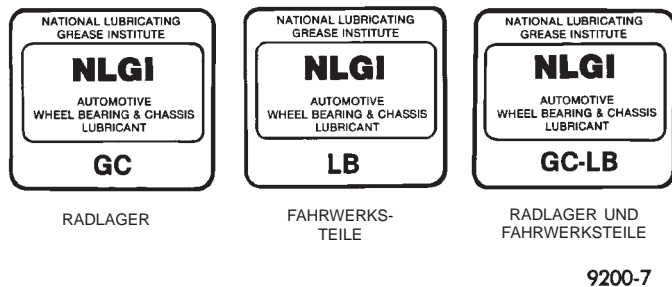 NATIONAL LUBRICATING
GREASE INSTITUTE
NLGI
AUTOMOTIVE
WHEEL BEARING & CHASSIS
LUBRICANT
GC
RADLAGER
NATIONAL LUBRICATING
GREASE INSTITUTE
NLGI
AUTOMOTIVE
WHEEL BEARING & CHASSIS
LUBRICANT
LB
FAHRWERKS-
TEILE
NATIONAL LUBRICATING
GREASE INSTITUTE
NLGI
AUTOMOTIVE
WHEEL BEARING & CHASSIS
LUBRICANT
GC-LB
RADLAGER UND
FAHRWERKSTEILE
9200-7